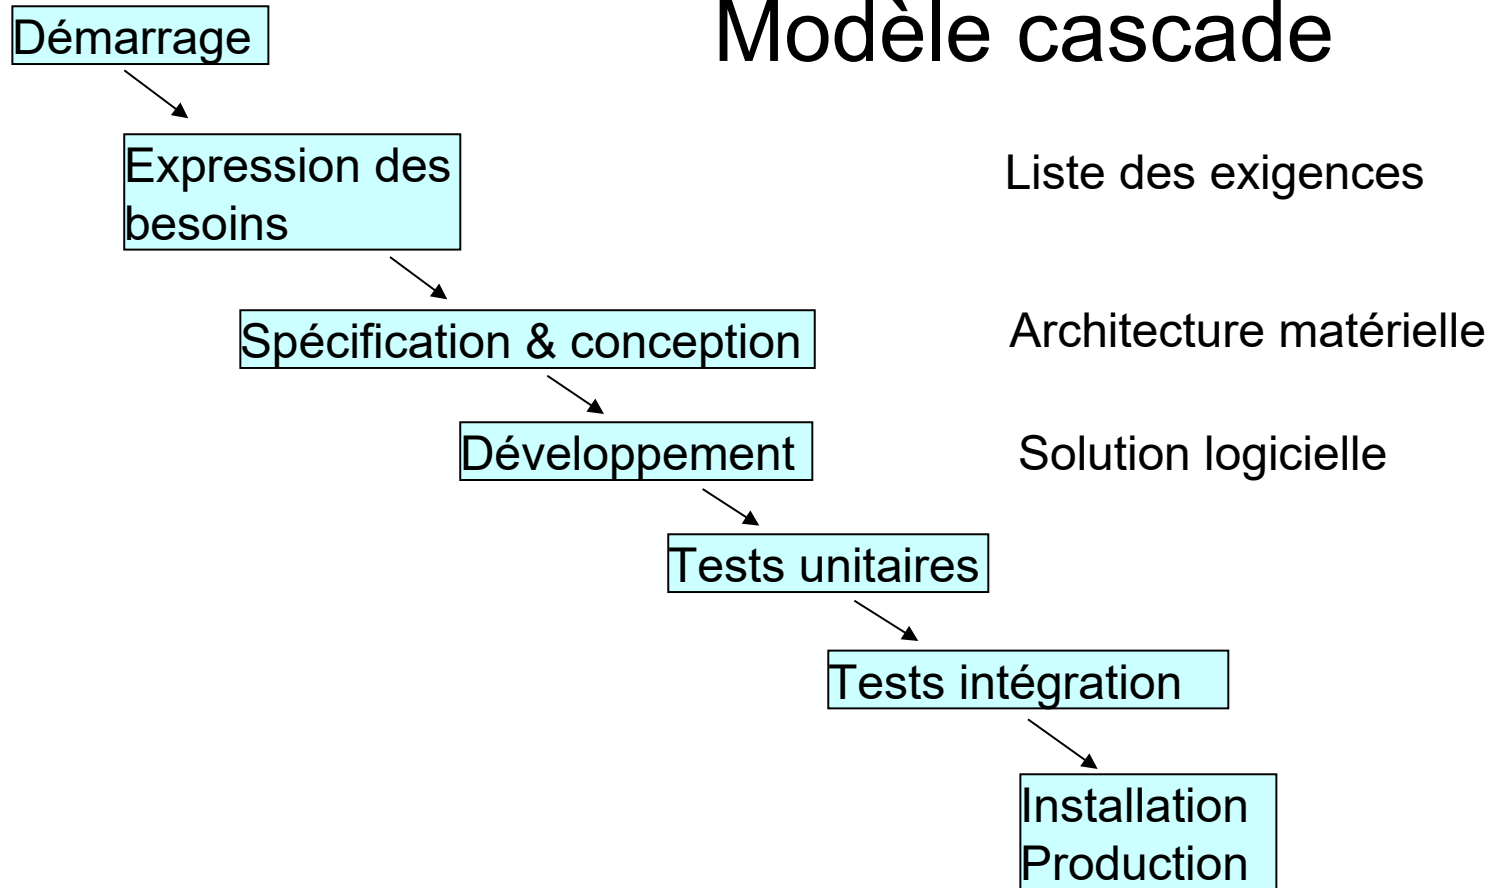 Modèle cascade
Démarrage
Expression des
besoins
Liste des exigences
Spécification & conception
Architecture matérielle
Développement
Solution logicielle
Tests unitaires
Tests intégration
Installation
Production